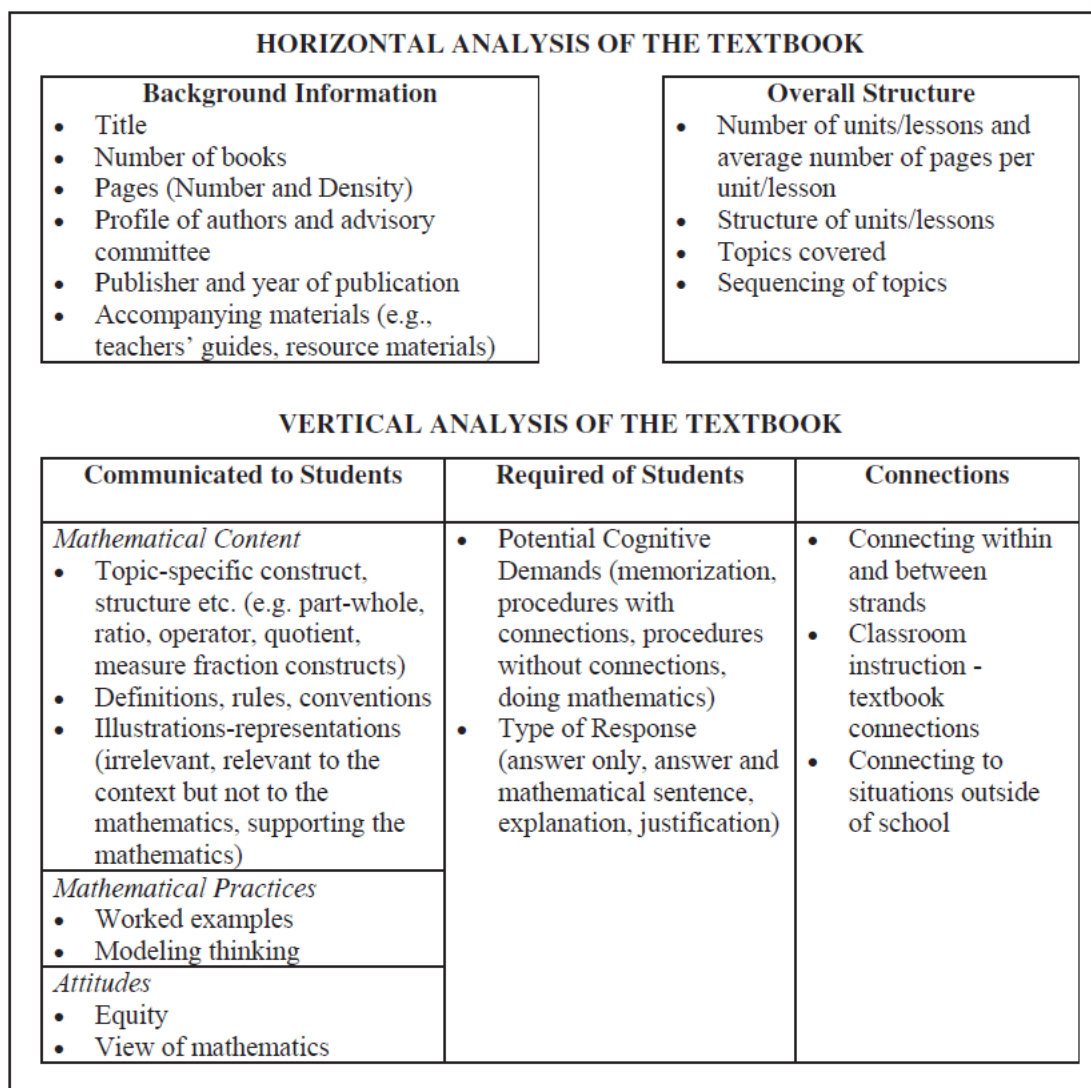 HORIZONTAL ANALYSIS OF THE TEXTBOOK
Background Information
• Title
• Number of books
• Pages (Number and Density)
• Profile of authors and advisory
committee
• Publisher and year of publication
• Accompanying materials (e.g.,
teachers’ guides, resource materials)
Overall Structure
• Number of units/lessons and
average number of pages per
unit/lesson
• Structure of units/lessons
• Topics covered
• Sequencing of topics
VERTICAL ANALYSIS OF THE TEXTBOOK
Communicated to Students
Mathematical Content
• Topic-specific construct,
structure etc. (e.g. part-whole,
ratio, operator, quotient,
measure fraction constructs)
• Definitions, rules, conventions
• Illustrations-representations
(irrelevant, relevant to the
context but not to the
mathematics, supporting the
mathematics)
Mathematical Practices
• Worked examples
• Modeling thinking
Attitudes
• Equity
• View of mathematics
Required of Students
• Potential Cognitive
Demands (memorization,
procedures with
connections, procedures
without connections,
doing mathematics)
• Type of Response
(answer only, answer and
mathematical sentence,
explanation, justification)
Connections
• Connecting within
and between
strands
• Classroom
instruction -
textbook
connections
• Connecting to
situations outside
of school